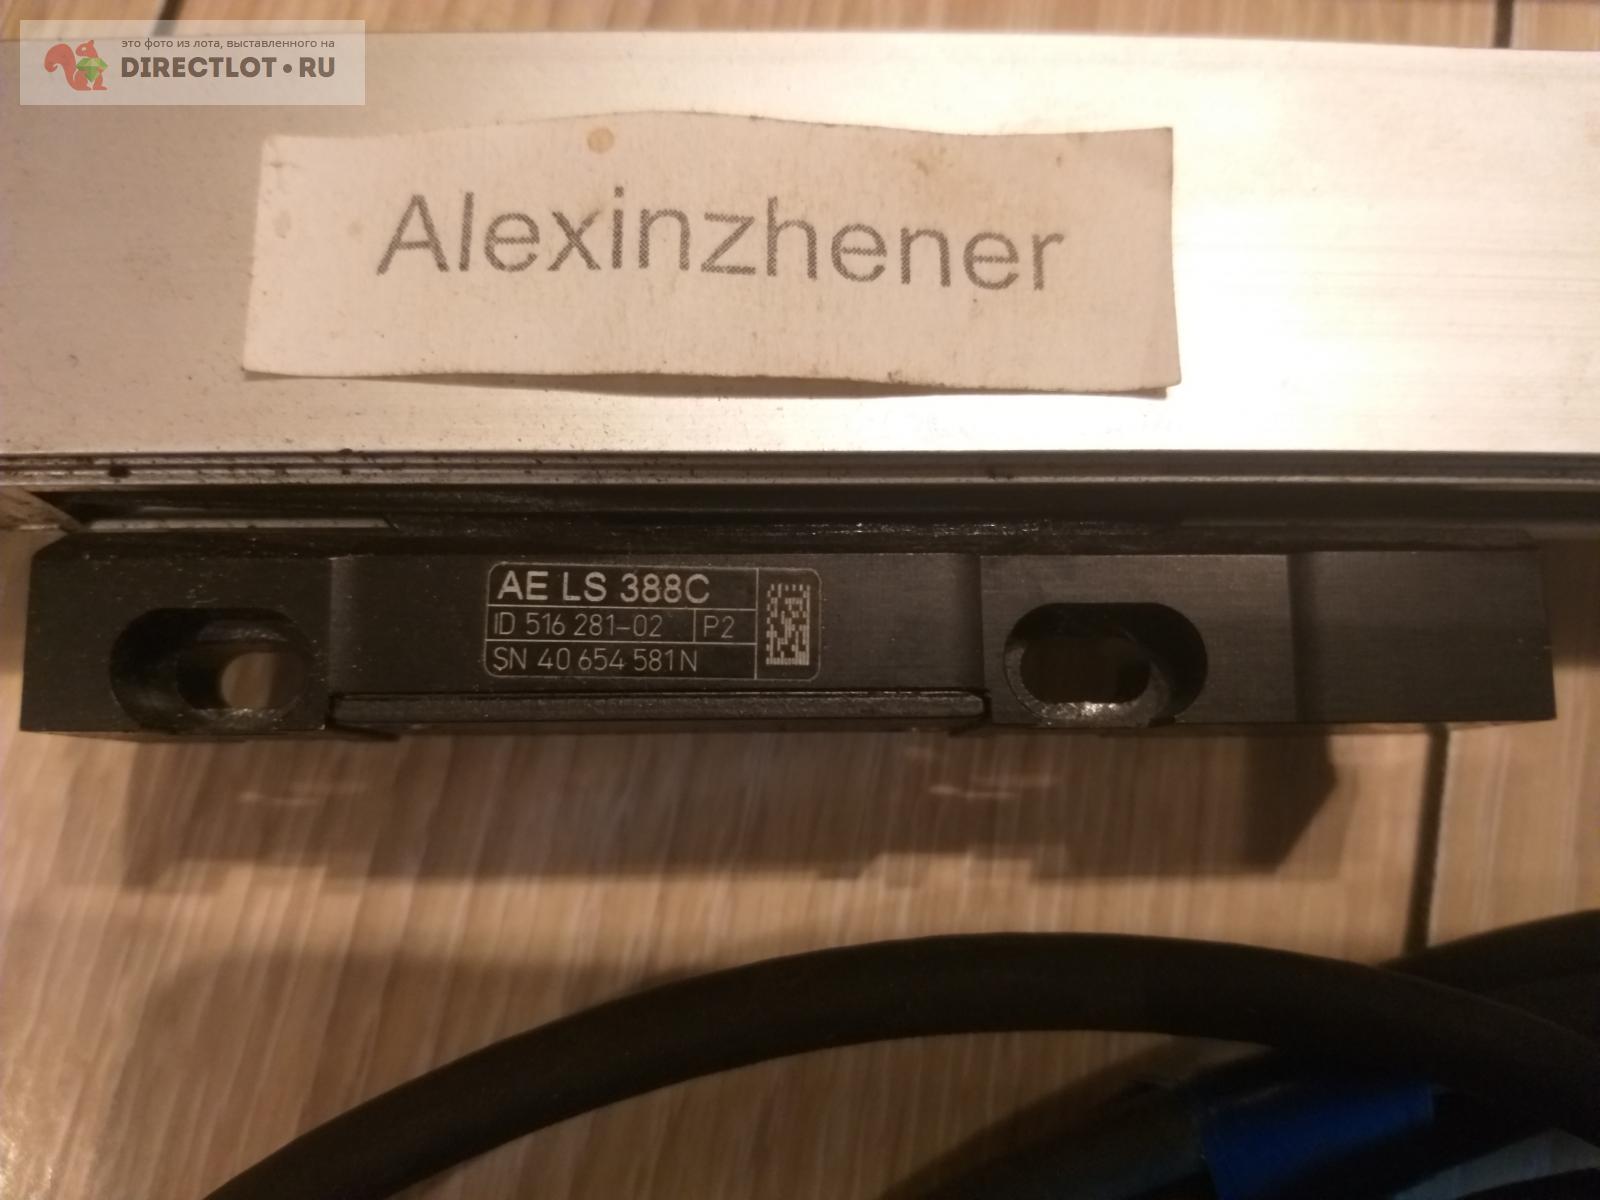 это фото из лота, выставленного на
DIRECTLOT•RU
Alexinzhener
AE LS 388C
ID 516 281-02 P2
SN 40 654 581 N